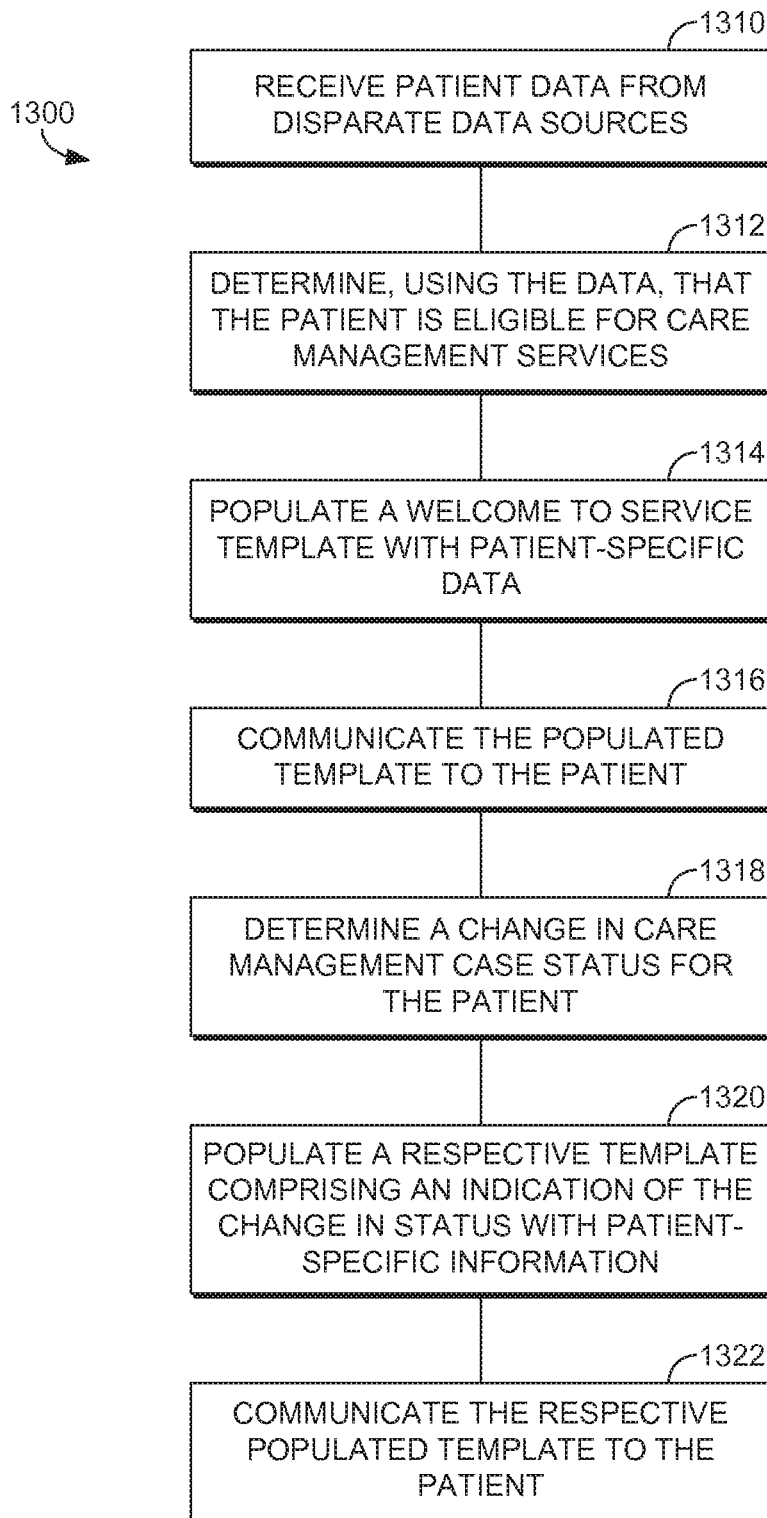 1310
1300
RECEIVE PATIENT DATA FROM
DISPARATE DATA SOURCES
1312
DETERMINE, USING THE DATA, THAT
THE PATIENT IS ELIGIBLE FOR CARE
MANAGEMENT SERVICES
1314
POPULATE A WELCOME TO SERVICE
TEMPLATE WITH PATIENT-SPECIFIC
DATA
1316
COMMUNICATE THE POPULATED
TEMPLATE TO THE PATIENT
1318
DETERMINE A CHANGE IN CARE
MANAGEMENT CASE STATUS FOR
THE PATIENT
1320
POPULATE A RESPECTIVE TEMPLATE
COMPRISING AN INDICATION OF THE
CHANGE IN STATUS WITH PATIENT-
SPECIFIC INFORMATION
1322
COMMUNICATE THE RESPECTIVE
POPULATED TEMPLATE TO THE
PATIENT